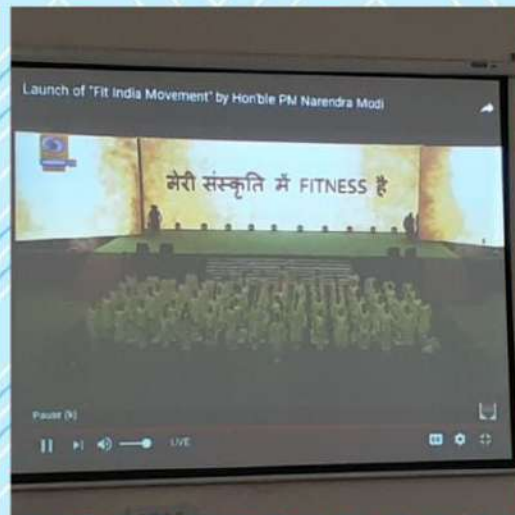 Launch of "Fit India Movement" by Hon'ble PM Narendra Modi
मेरी संस्कृति में FITNESS है
Pause (k)
LIVE